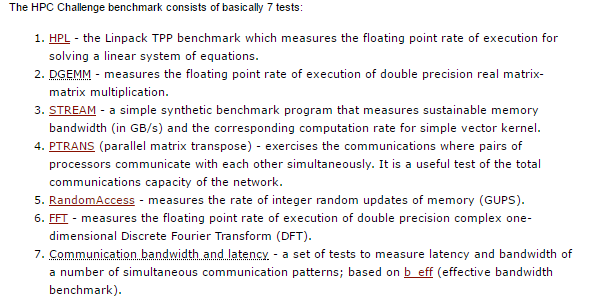 The HPC Challenge benchmark consists of basically 7 tests:
1. HPL - the Linpack TPP benchmark which measures the floating point rate of execution for
solving a linear system of equations.
2. DGEMM - measures the floating point rate of execution of double precision real matrix-
matrix multiplication.
3. STREAM - a simple synthetic benchmark program that measures sustainable memory
bandwidth (in GB/s) and the corresponding computation rate for simple vector kernel.
4. PTRANS (parallel matrix transpose) - exercises the communications where pairs of
processors communicate with each other simultaneously. It is a useful test of the total
communications capacity of the network.
5. RandomAccess - measures the rate of integer random updates of memory (GUPS).
6. FFT - measures the floating point rate of execution of double precision complex one-
dimensional Discrete Fourier Transform (DFT).
7. Communication bandwidth and latency - a set of tests to measure latency and bandwidth of
a number of simultaneous communication patterns; based on b_eff (effective bandwidth
benchmark).